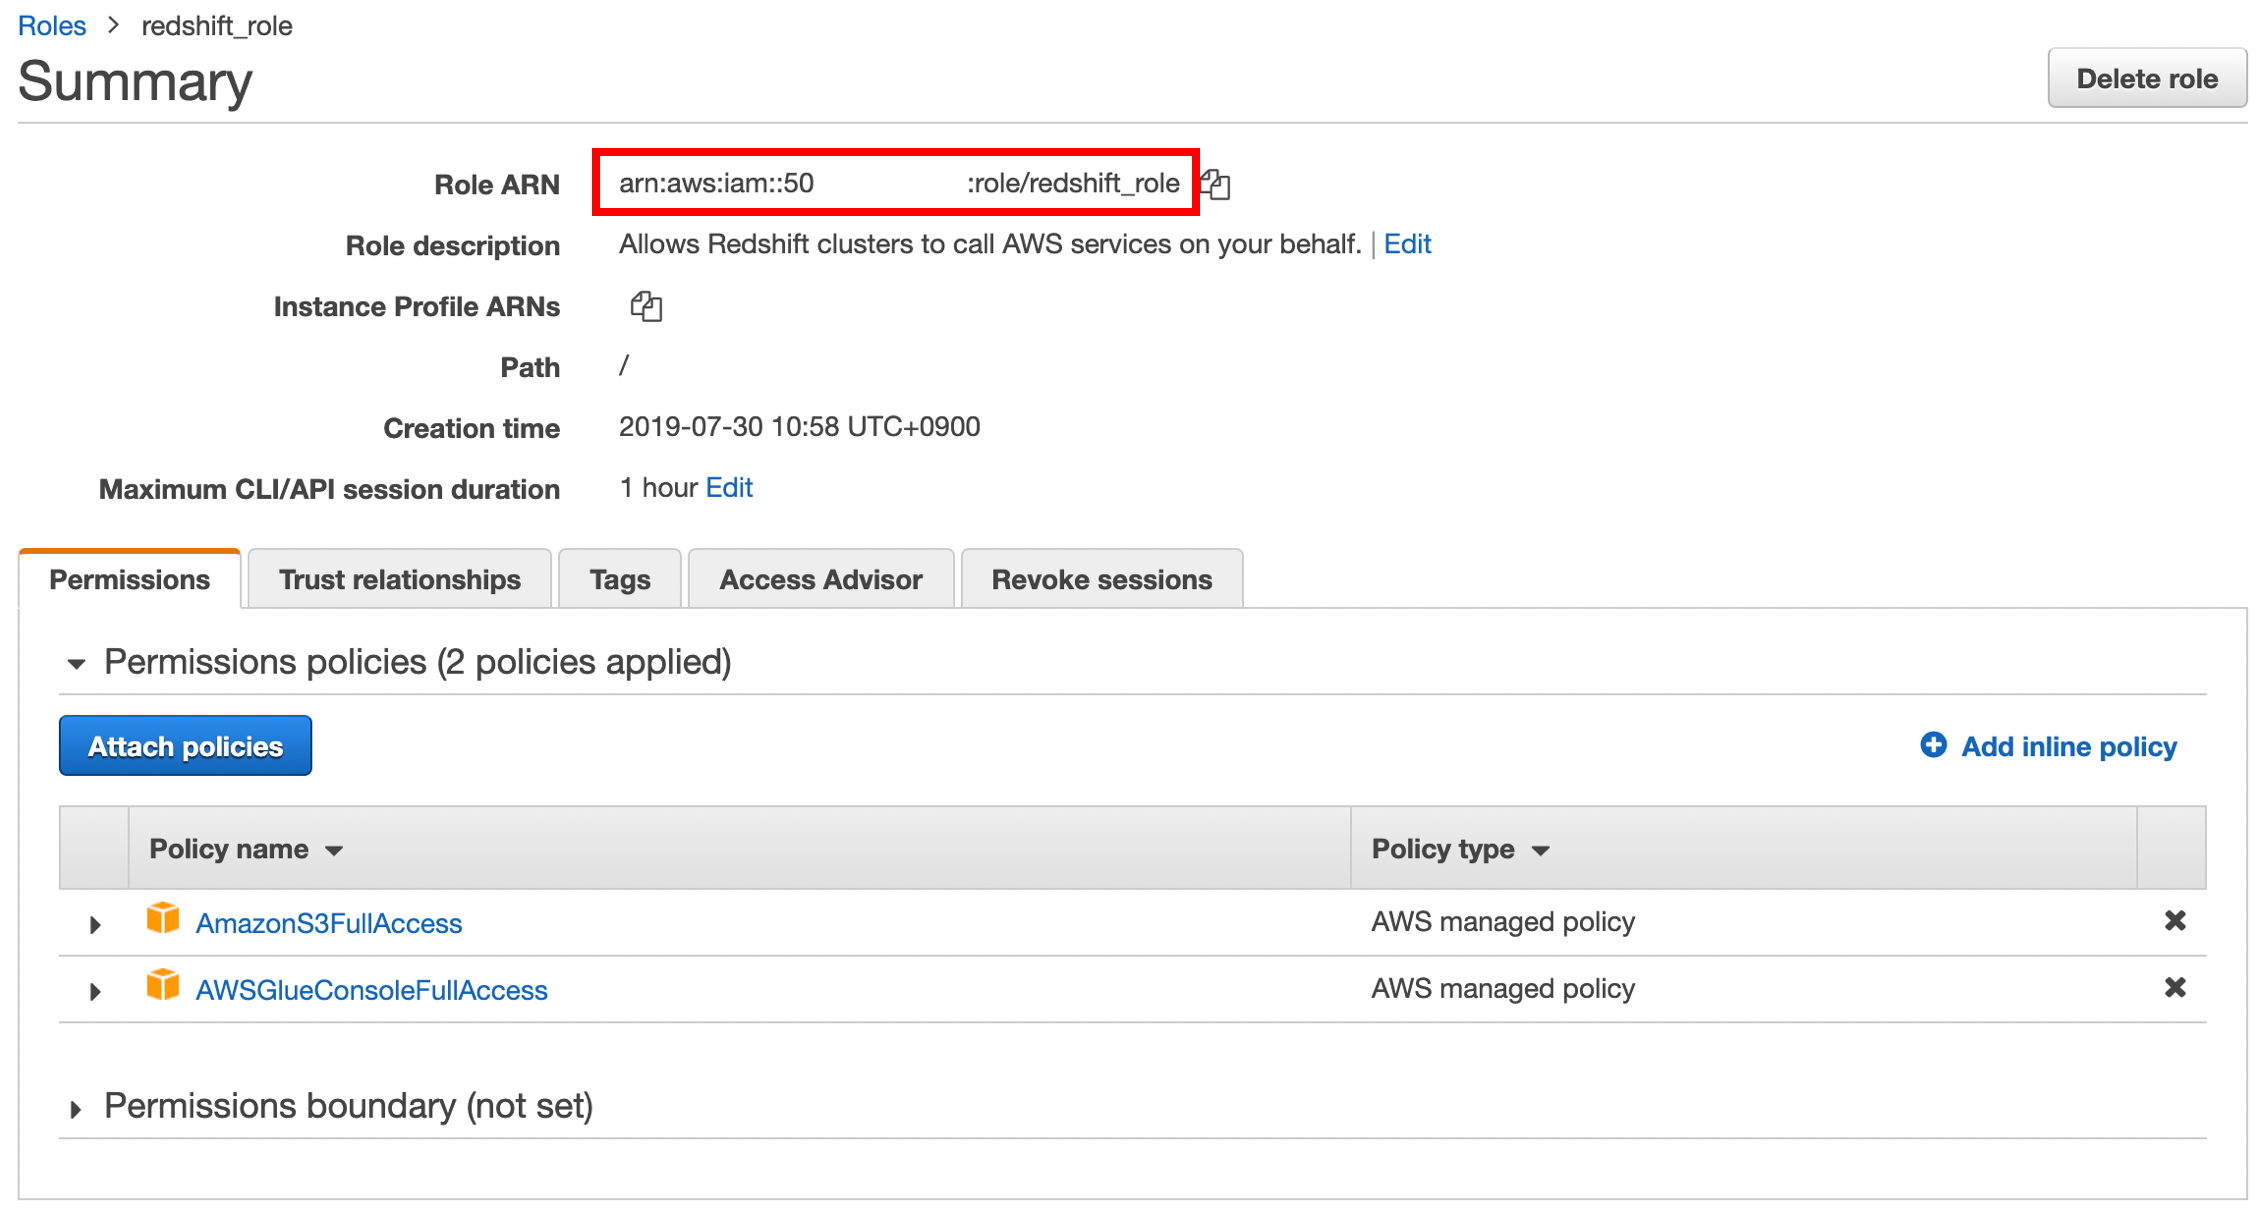 Roles > redshift_role
Summary
Delete role
Role ARN arn:aws:iam::50 :role/redshift_role
Role description Allows Redshift clusters to call AWS services on your behalf. | Edit
Instance Profile ARNs
Path /
Creation time 2019-07-30 10:58 UTC+0900
Maximum CLI/API session duration 1 hour Edit
Permissions Trust relationships Tags Access Advisor Revoke sessions
Permissions policies (2 policies applied)
Attach policies Add inline policy
Policy name Policy type
AmazonS3FullAccess AWS managed policy
AWSGlueConsoleFullAccess AWS managed policy
Permissions boundary (not set)